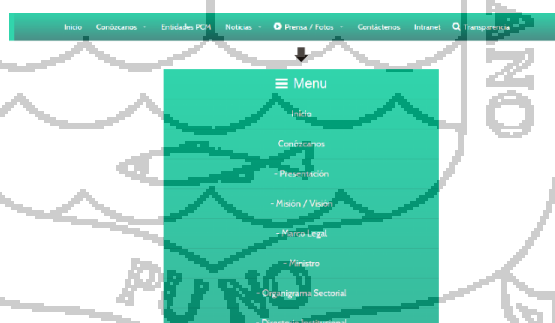 Inicio Conózcanos Entidades PCM Noticias Prensa / Fotos Contáctenos Intranet Transparencia
Menu
Inicio
Conózcanos
- Presentación
- Misión / Visión
- Marco Legal
- Ministro
- Organigrama Sectorial
PUNO